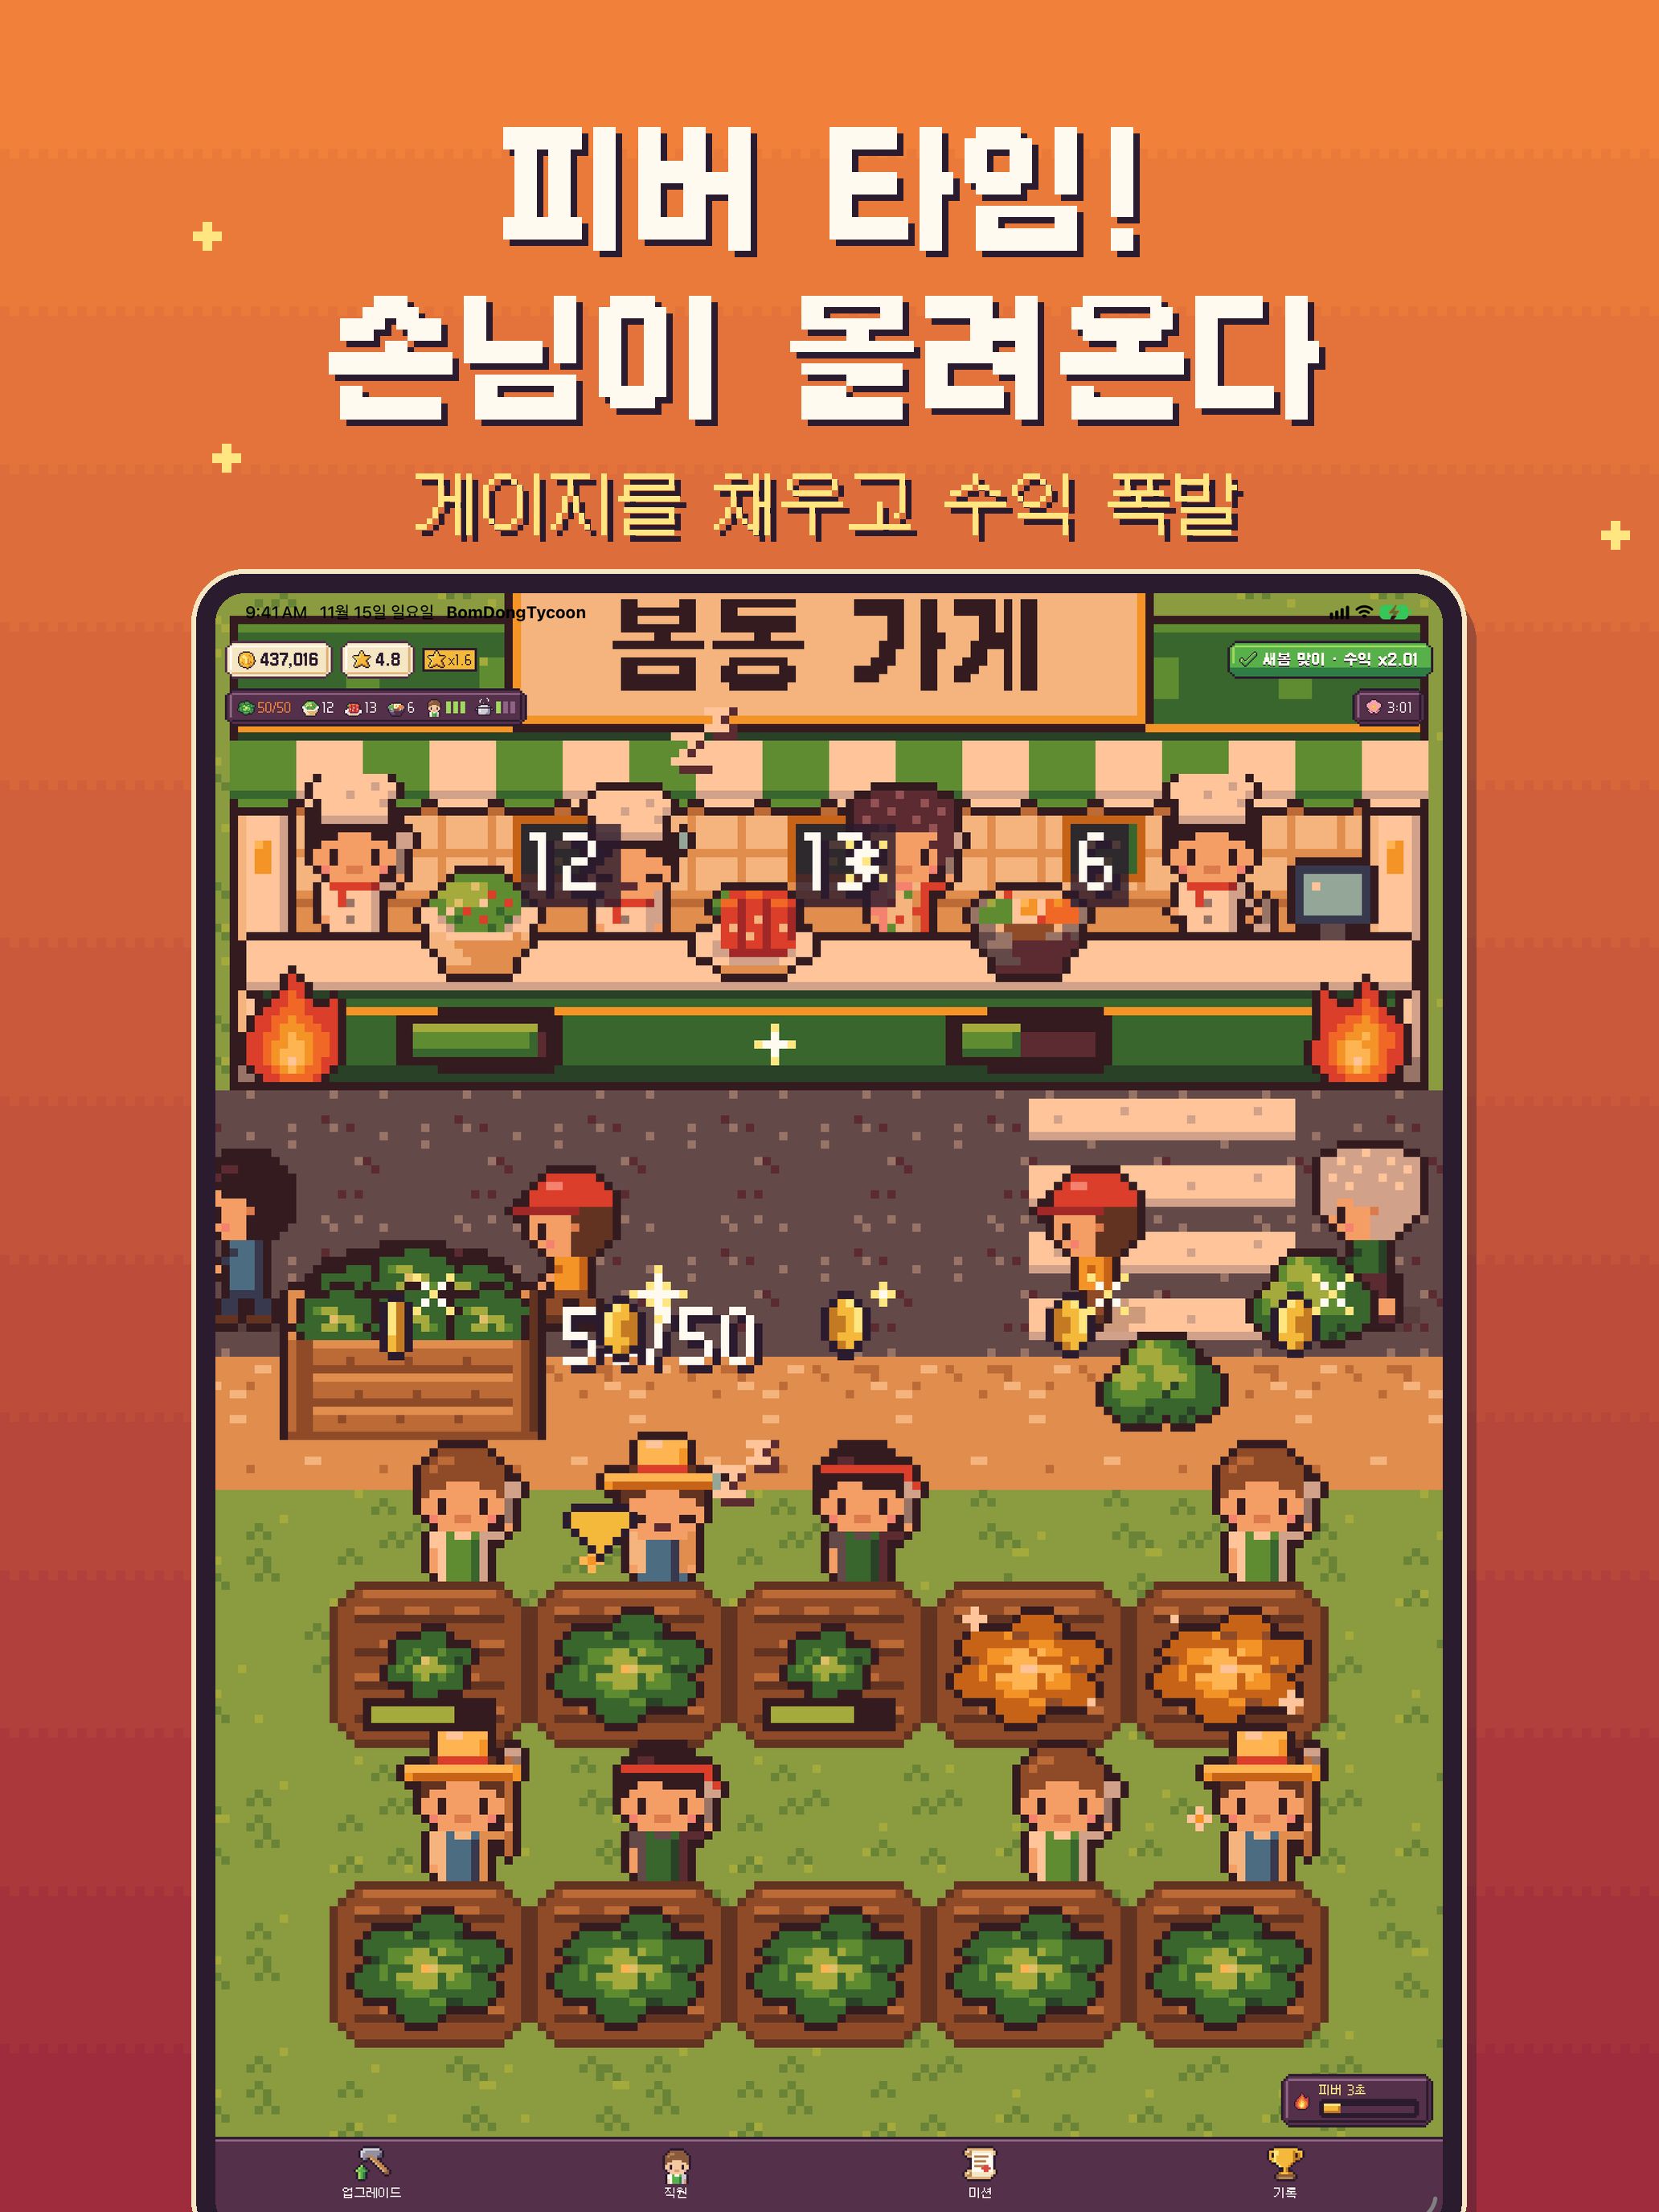 피버 타임!
손님이 몰려온다
게이지를 채우고 수익 폭발
9:41 AM 11월 15일 일요일 BomDongTycoon
봄동 가게
437,016 4.8 x1.6
새봄 맞이 · 수익 x2.01
50/50 12 13 6
3:01
12 6
피버 3초
업그레이드 직원 미션 기록